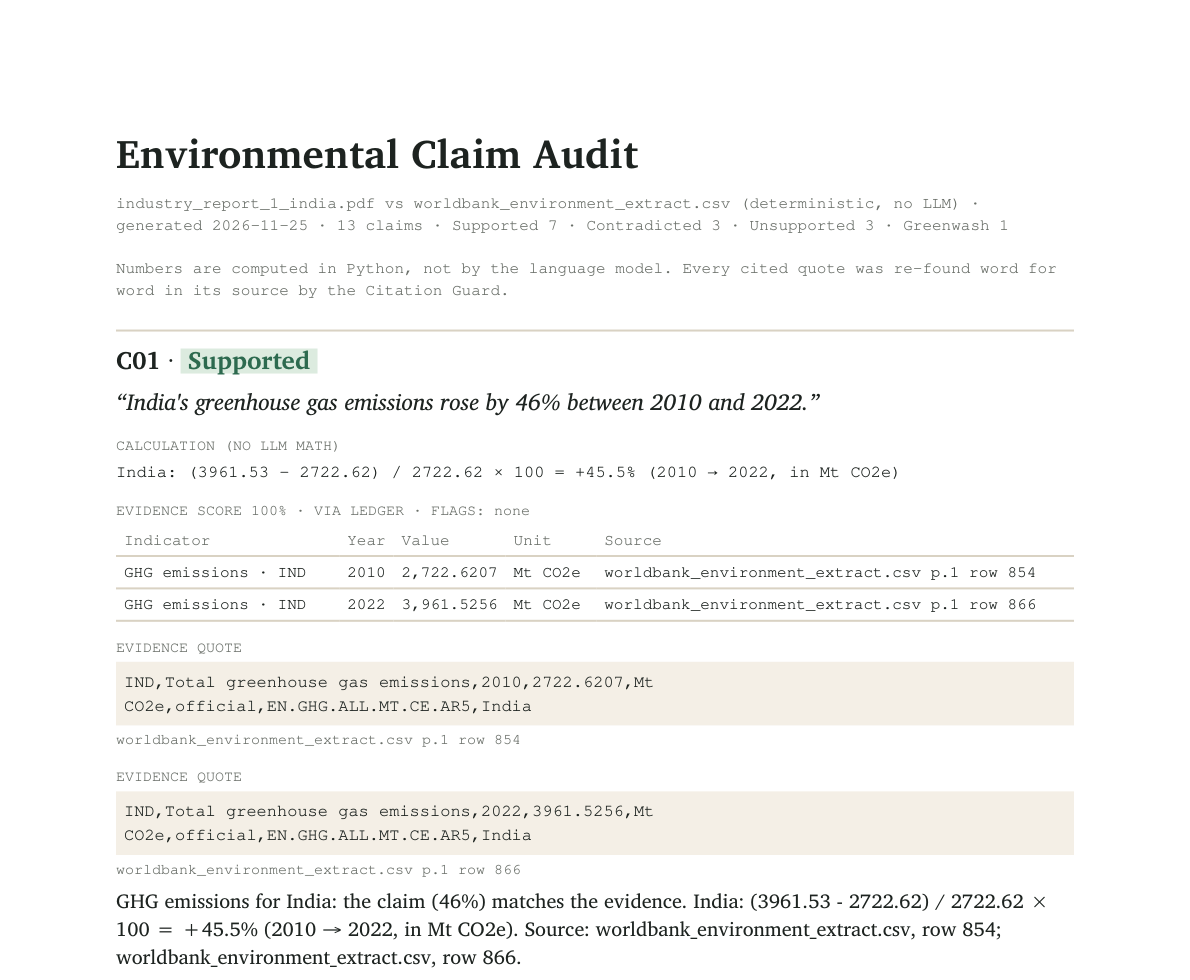 Environmental Claim Audit
industry_report_1_india.pdf vs worldbank_environment_extract.csv (deterministic, no LLM) ·
generated 2026-11-25 · 13 claims · Supported 7 · Contradicted 3 · Unsupported 3 · Greenwash 1
Numbers are computed in Python, not by the language model. Every cited quote was re-found word for
word in its source by the Citation Guard.
C01 · Supported
“India's greenhouse gas emissions rose by 46% between 2010 and 2022.”
CALCULATION (NO LLM MATH)
India: (3961.53 − 2722.62) / 2722.62 × 100 = +45.5% (2010 → 2022, in Mt CO2e)
EVIDENCE SCORE 100% · VIA LEDGER · FLAGS: none
Indicator Year Value Unit Source
GHG emissions · IND 2010 2,722.6207 Mt CO2e worldbank_environment_extract.csv p.1 row 854
GHG emissions · IND 2022 3,961.5256 Mt CO2e worldbank_environment_extract.csv p.1 row 866
EVIDENCE QUOTE
IND,Total greenhouse gas emissions,2010,2722.6207,Mt
CO2e,official,EN.GHG.ALL.MT.CE.AR5,India
worldbank_environment_extract.csv p.1 row 854
EVIDENCE QUOTE
IND,Total greenhouse gas emissions,2022,3961.5256,Mt
CO2e,official,EN.GHG.ALL.MT.CE.AR5,India
worldbank_environment_extract.csv p.1 row 866
GHG emissions for India: the claim (46%) matches the evidence. India: (3961.53 - 2722.62) / 2722.62 ×
100 = +45.5% (2010 → 2022, in Mt CO2e). Source: worldbank_environment_extract.csv, row 854;
worldbank_environment_extract.csv, row 866.